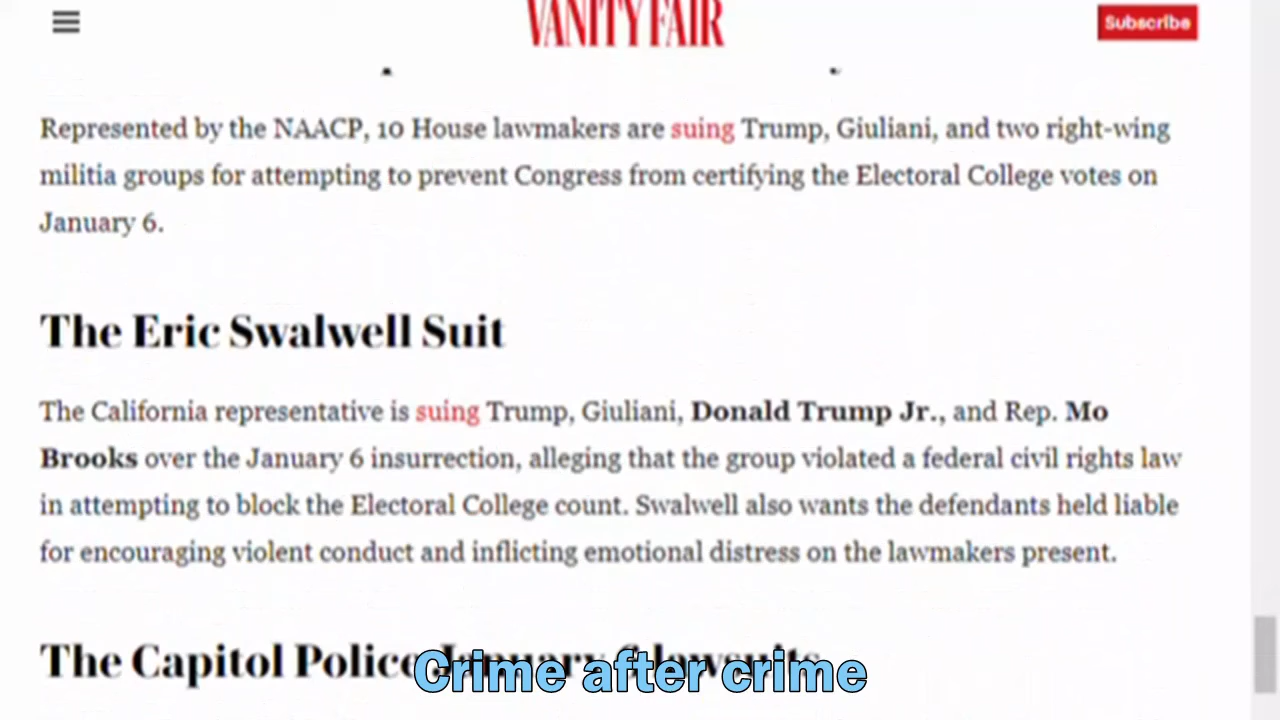 VANITY FAIR
Subscribe
Represented by the NAACP, 10 House lawmakers are suing Trump, Giuliani, and two right-wing
militia groups for attempting to prevent Congress from certifying the Electoral College votes on
January 6.
The Eric Swalwell Suit
The California representative is suing Trump, Giuliani, Donald Trump Jr., and Rep. Mo
Brooks over the January 6 insurrection, alleging that the group violated a federal civil rights law
in attempting to block the Electoral College count. Swalwell also wants the defendants held liable
for encouraging violent conduct and inflicting emotional distress on the lawmakers present.
The Capitol Police January 6 lawsuits
Crime after crime